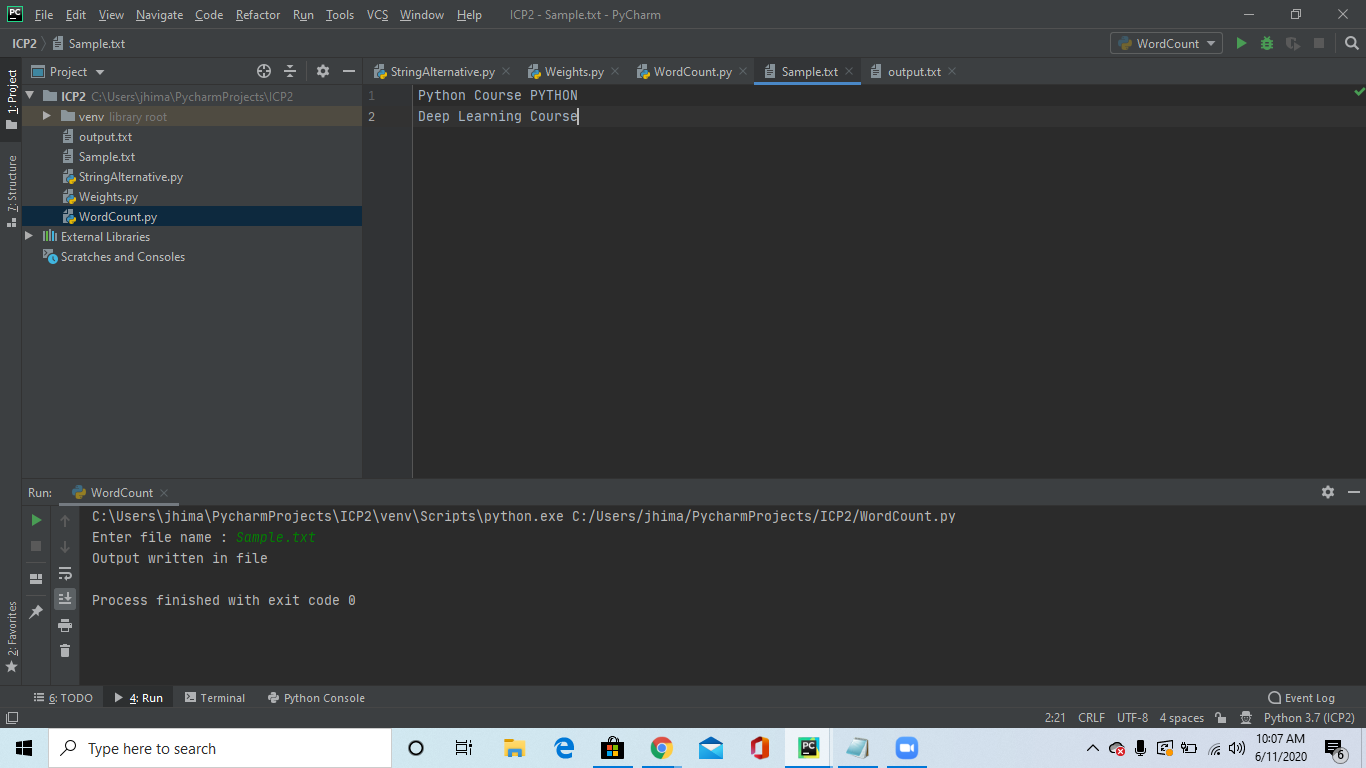 PC File Edit View Navigate Code Refactor Run Tools VCS Window Help ICP2 - Sample.txt - PyCharm
ICP2 Sample.txt WordCount
1: Project
Project
StringAlternative.py Weights.py WordCount.py Sample.txt output.txt
ICP2 C:\Users\jhima\PycharmProjects\ICP2
venv library root
output.txt
Sample.txt
StringAlternative.py
Weights.py
WordCount.py
External Libraries
Scratches and Consoles
1 Python Course PYTHON
2 Deep Learning Course
7: Structure
2: Favorites
Run: WordCount
C:\Users\jhima\PycharmProjects\ICP2\venv\Scripts\python.exe C:/Users/jhima/PycharmProjects/ICP2/WordCount.py
Enter file name : Sample.txt
Output written in file
Process finished with exit code 0
6: TODO 4: Run Terminal Python Console Event Log
2:21 CRLF UTF-8 4 spaces Python 3.7 (ICP2)
Type here to search
PC
10:07 AM
6/11/2020
6